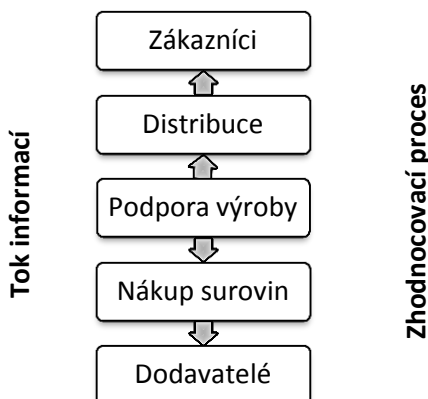 Zákazníci
Distribuce
Podpora výroby
Nákup surovin
Dodavatelé
Tok informací
Zhodnocovací proces